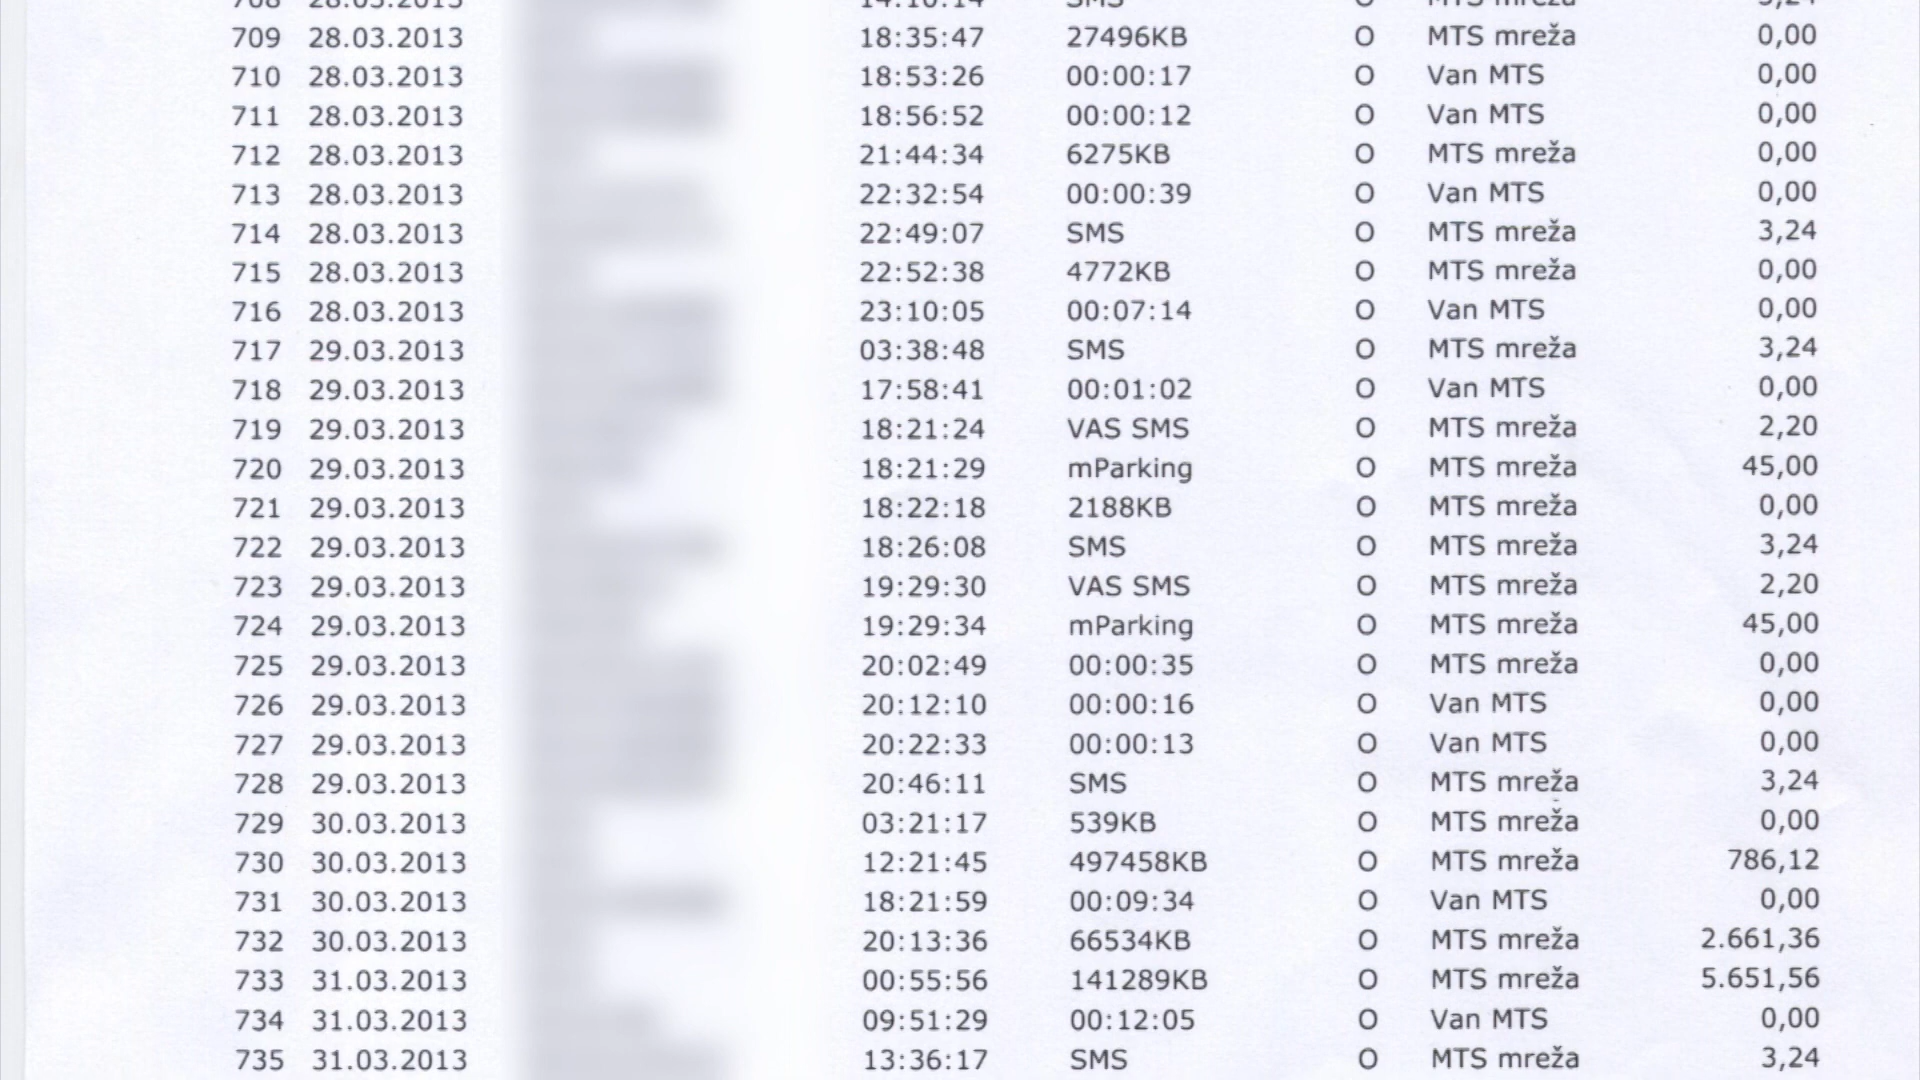 708 28.03.2013 14:10:14 SMS O MTS mreža 3,24
709 28.03.2013 18:35:47 27496KB O MTS mreža 0,00
710 28.03.2013 18:53:26 00:00:17 O Van MTS 0,00
711 28.03.2013 18:56:52 00:00:12 O Van MTS 0,00
712 28.03.2013 21:44:34 6275KB O MTS mreža 0,00
713 28.03.2013 22:32:54 00:00:39 O Van MTS 0,00
714 28.03.2013 22:49:07 SMS O MTS mreža 3,24
715 28.03.2013 22:52:38 4772KB O MTS mreža 0,00
716 28.03.2013 23:10:05 00:07:14 O Van MTS 0,00
717 29.03.2013 03:38:48 SMS O MTS mreža 3,24
718 29.03.2013 17:58:41 00:01:02 O Van MTS 0,00
719 29.03.2013 18:21:24 VAS SMS O MTS mreža 2,20
720 29.03.2013 18:21:29 mParking O MTS mreža 45,00
721 29.03.2013 18:22:18 2188KB O MTS mreža 0,00
722 29.03.2013 18:26:08 SMS O MTS mreža 3,24
723 29.03.2013 19:29:30 VAS SMS O MTS mreža 2,20
724 29.03.2013 19:29:34 mParking O MTS mreža 45,00
725 29.03.2013 20:02:49 00:00:35 O MTS mreža 0,00
726 29.03.2013 20:12:10 00:00:16 O Van MTS 0,00
727 29.03.2013 20:22:33 00:00:13 O Van MTS 0,00
728 29.03.2013 20:46:11 SMS O MTS mreža 3,24
729 30.03.2013 03:21:17 539KB O MTS mreža 0,00
730 30.03.2013 12:21:45 497458KB O MTS mreža 786,12
731 30.03.2013 18:21:59 00:09:34 O Van MTS 0,00
732 30.03.2013 20:13:36 66534KB O MTS mreža 2.661,36
733 31.03.2013 00:55:56 141289KB O MTS mreža 5.651,56
734 31.03.2013 09:51:29 00:12:05 O Van MTS 0,00
735 31.03.2013 13:36:17 SMS O MTS mreža 3,24